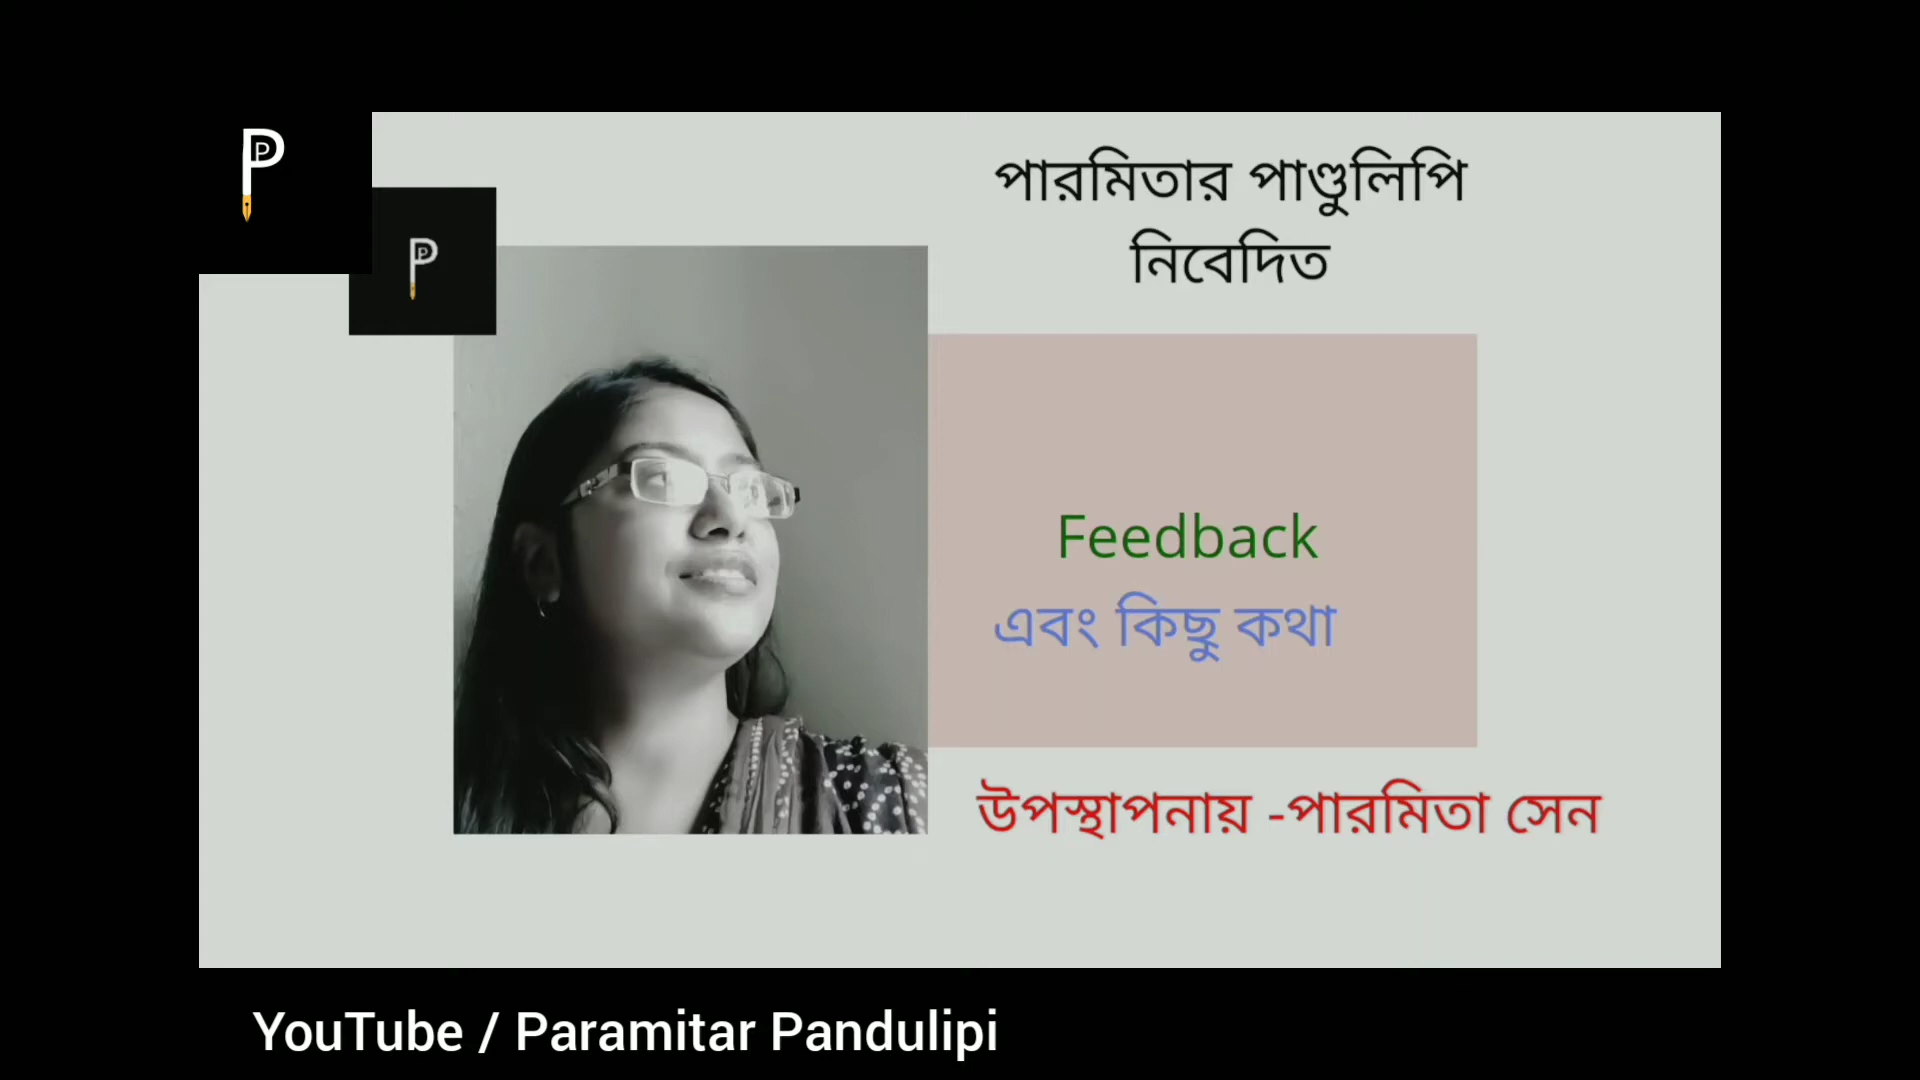 P
P
পারমিতার পাণ্ডুলিপি
নিবেদিত
Feedback
এবং কিছু কথা
উপস্থাপনায় -পারমিতা সেন
YouTube / Paramitar Pandulipi